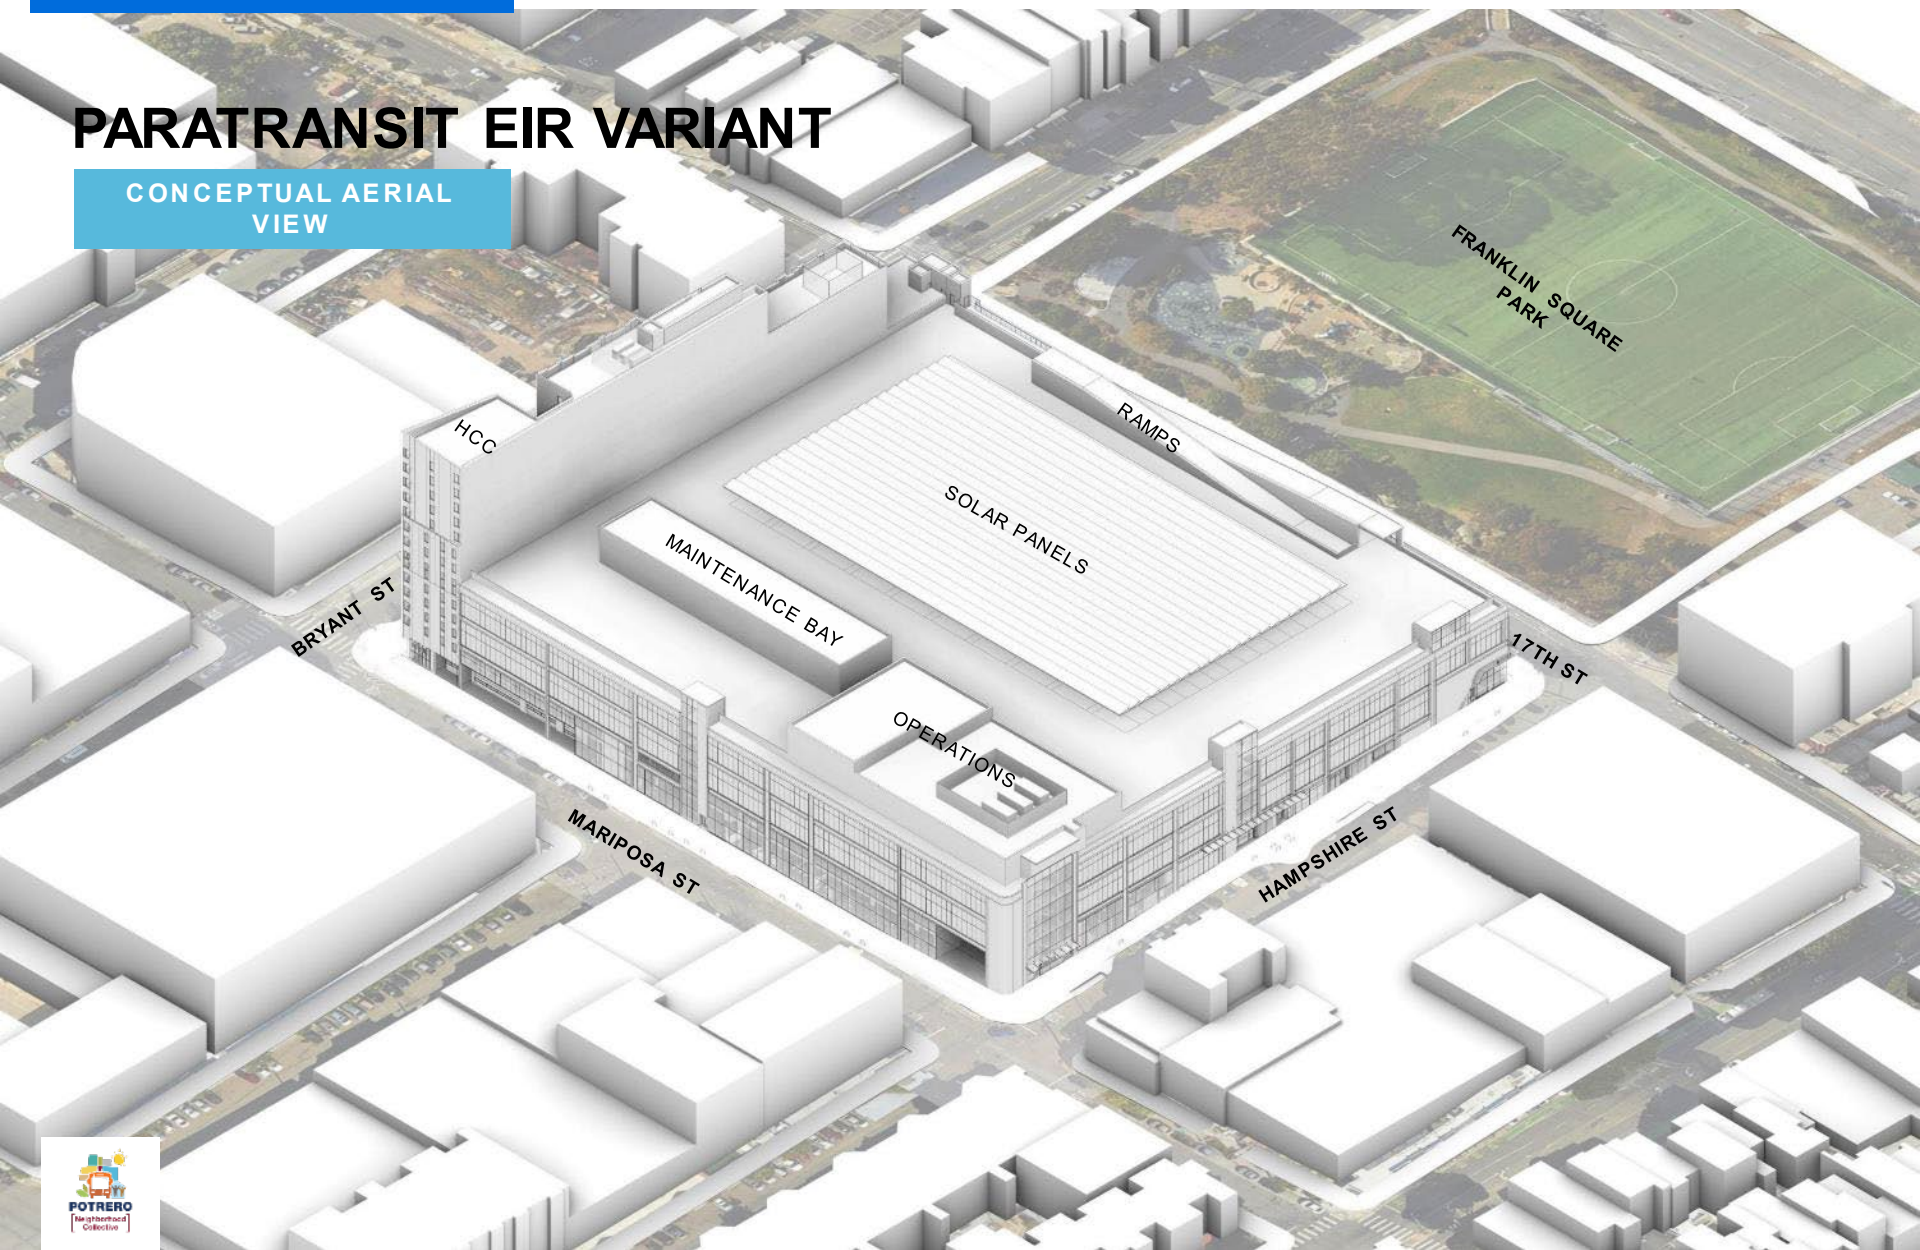 PARATRANSIT EIR VARIANT
CONCEPTUAL AERIAL
VIEW
FRANKLIN SQUARE
PARK
RAMPS
HCC
SOLAR PANELS
MAINTENANCE BAY
BRYANT ST
17TH ST
OPERATIONS
MARIPOSA ST
HAMPSHIRE ST
POTRERO
Neighborhood
Collective